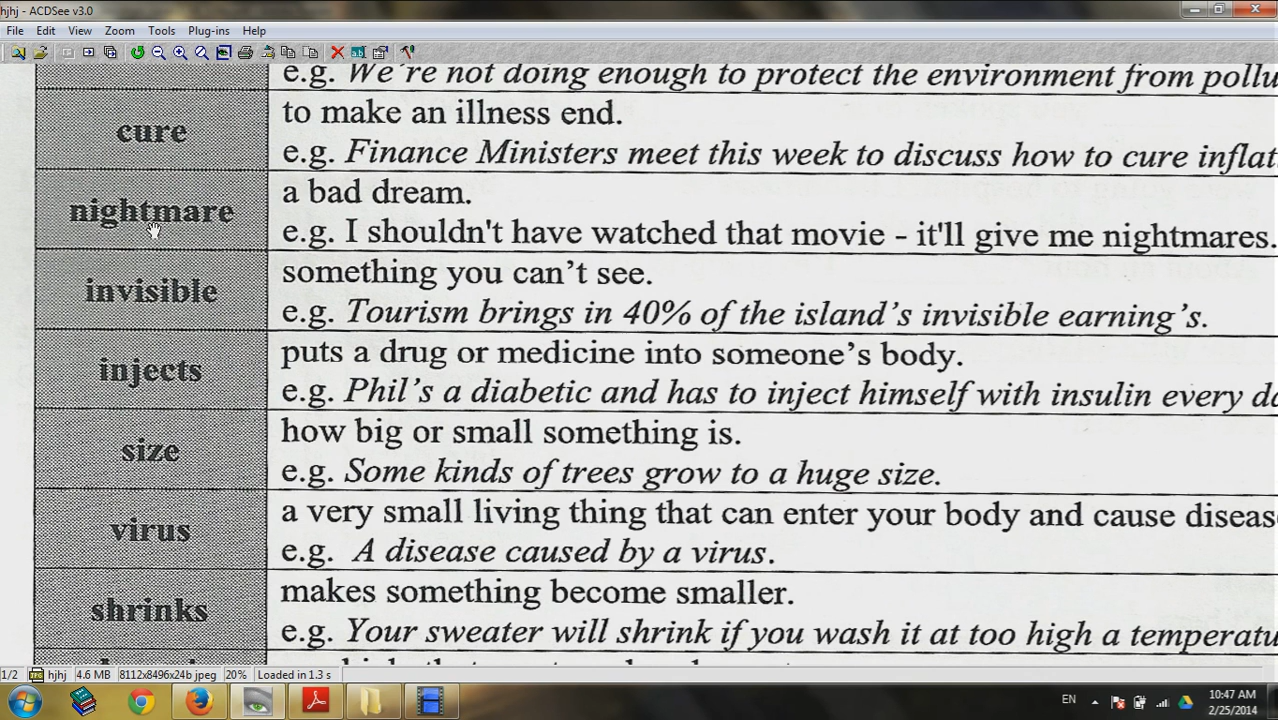 hjhj - ACDSee v3.0
File Edit View Zoom Tools Plug-ins Help
e.g. We're not doing enough to protect the environment from pollu
cure
to make an illness end.
e.g. Finance Ministers meet this week to discuss how to cure inflat
nightmare
a bad dream.
e.g. I shouldn't have watched that movie - it'll give me nightmares.
invisible
something you can't see.
e.g. Tourism brings in 40% of the island's invisible earning's.
injects
puts a drug or medicine into someone's body.
e.g. Phil's a diabetic and has to inject himself with insulin every da
size
how big or small something is.
e.g. Some kinds of trees grow to a huge size.
virus
a very small living thing that can enter your body and cause diseas
e.g. A disease caused by a virus.
shrinks
makes something become smaller.
e.g. Your sweater will shrink if you wash it at too high a temperatu
1/2 hjhj 4.6 MB 8112x8496x24b jpeg 20% Loaded in 1.3 s
EN
10:47 AM
2/25/2014